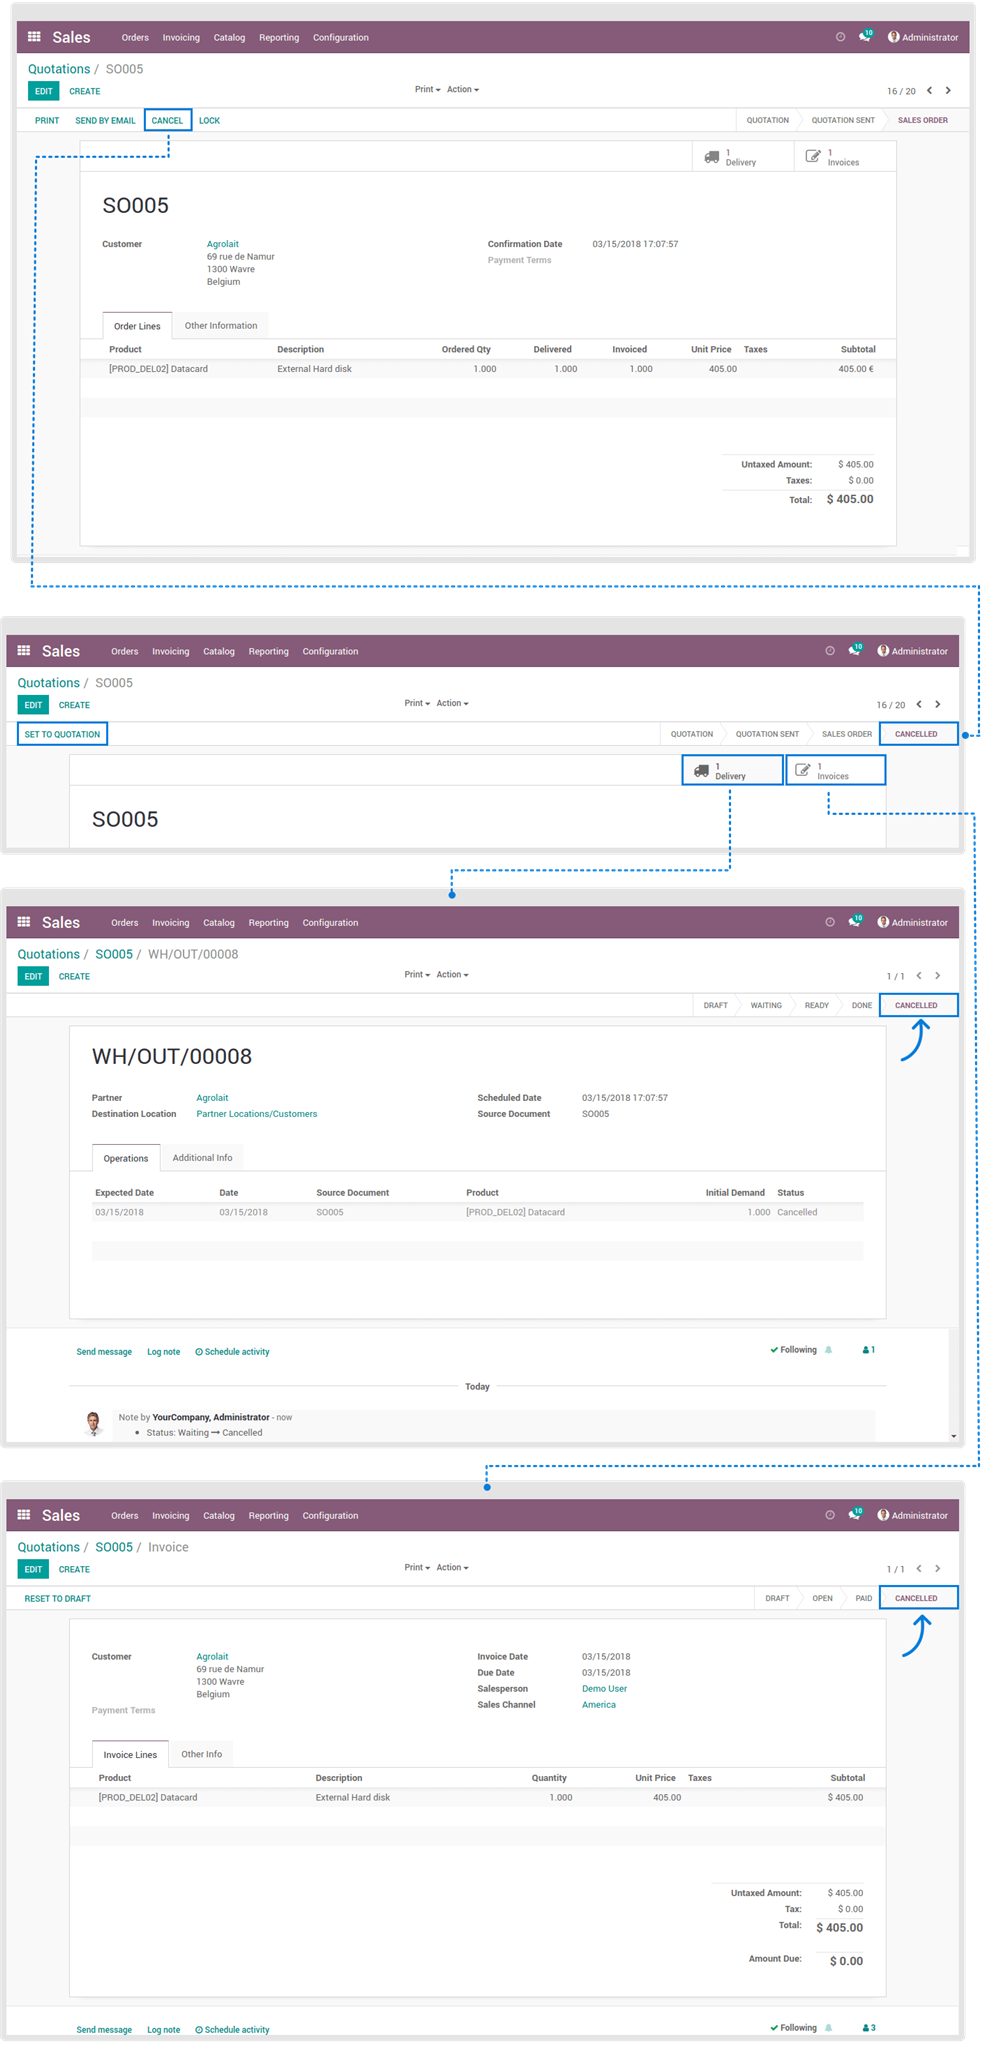 Sales Orders Invoicing Catalog Reporting Configuration 10 Administrator
Quotations / SO005
EDIT CREATE Print Action 16 / 20
PRINT SEND BY EMAIL CANCEL LOCK QUOTATION QUOTATION SENT SALES ORDER
1 Delivery 1 Invoices
SO005
Customer Agrolait Confirmation Date 03/15/2018 17:07:57
69 rue de Namur Payment Terms
1300 Wavre
Belgium
Order Lines Other Information
Product Description Ordered Qty Delivered Invoiced Unit Price Taxes Subtotal
[PROD_DEL02] Datacard External Hard disk 1.000 1.000 1.000 405.00 405.00 €
Untaxed Amount: $ 405.00
Taxes: $ 0.00
Total: $ 405.00
Sales Orders Invoicing Catalog Reporting Configuration 10 Administrator
Quotations / SO005
EDIT CREATE Print Action 16 / 20
SET TO QUOTATION QUOTATION QUOTATION SENT SALES ORDER CANCELLED
1 Delivery 1 Invoices
SO005
Sales Orders Invoicing Catalog Reporting Configuration 10 Administrator
Quotations / SO005 / WH/OUT/00008
EDIT CREATE Print Action 1 / 1
DRAFT WAITING READY DONE CANCELLED
WH/OUT/00008
Partner Agrolait Scheduled Date 03/15/2018 17:07:57
Destination Location Partner Locations/Customers Source Document SO005
Operations Additional Info
Expected Date Date Source Document Product Initial Demand Status
03/15/2018 03/15/2018 SO005 [PROD_DEL02] Datacard 1.000 Cancelled
Send message Log note Schedule activity Following 1
Today
Note by YourCompany, Administrator - now
• Status: Waiting → Cancelled
Sales Orders Invoicing Catalog Reporting Configuration 10 Administrator
Quotations / SO005 / Invoice
EDIT CREATE Print Action 1 / 1
RESET TO DRAFT DRAFT OPEN PAID CANCELLED
Customer Agrolait Invoice Date 03/15/2018
69 rue de Namur Due Date 03/15/2018
1300 Wavre Salesperson Demo User
Belgium Sales Channel America
Payment Terms
Invoice Lines Other Info
Product Description Quantity Unit Price Taxes Subtotal
[PROD_DEL02] Datacard External Hard disk 1.000 405.00 $ 405.00
Untaxed Amount: $ 405.00
Tax: $ 0.00
Total: $ 405.00
Amount Due: $ 0.00
Send message Log note Schedule activity Following 3